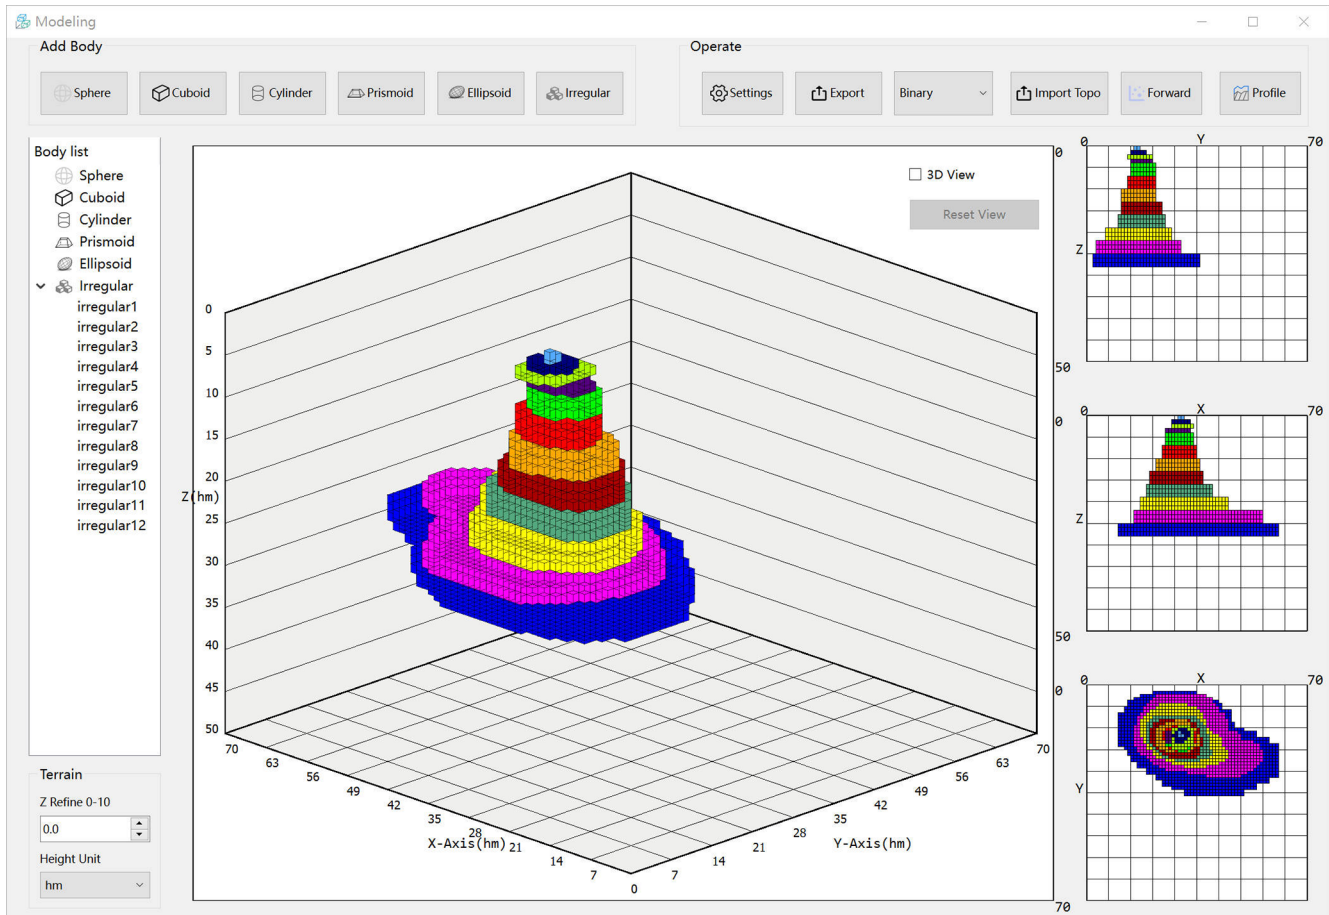 Modeling
Add Body
Operate
Sphere
Cuboid
Cylinder
Prismoid
Ellipsoid
Irregular
Settings
Export
Binary
Import Topo
Forward
Profile
Body list
Sphere
Cuboid
Cylinder
Prismoid
Ellipsoid
Irregular
irregular1
irregular2
irregular3
irregular4
irregular5
irregular6
irregular7
irregular8
irregular9
irregular10
irregular11
irregular12
Terrain
Z Refine 0-10
0.0
Height Unit
hm
3D View
Reset View
0
5
10
15
20
Z(hm)
25
30
35
40
45
50
70
63
56
49
42
35
28
X-Axis(hm)
21
14
7
0
7
14
21
28
Y-Axis(hm)
35
42
49
56
63
70
0
Y
70
0
Z
50
0
X
70
0
Z
50
0
X
70
0
Y
70